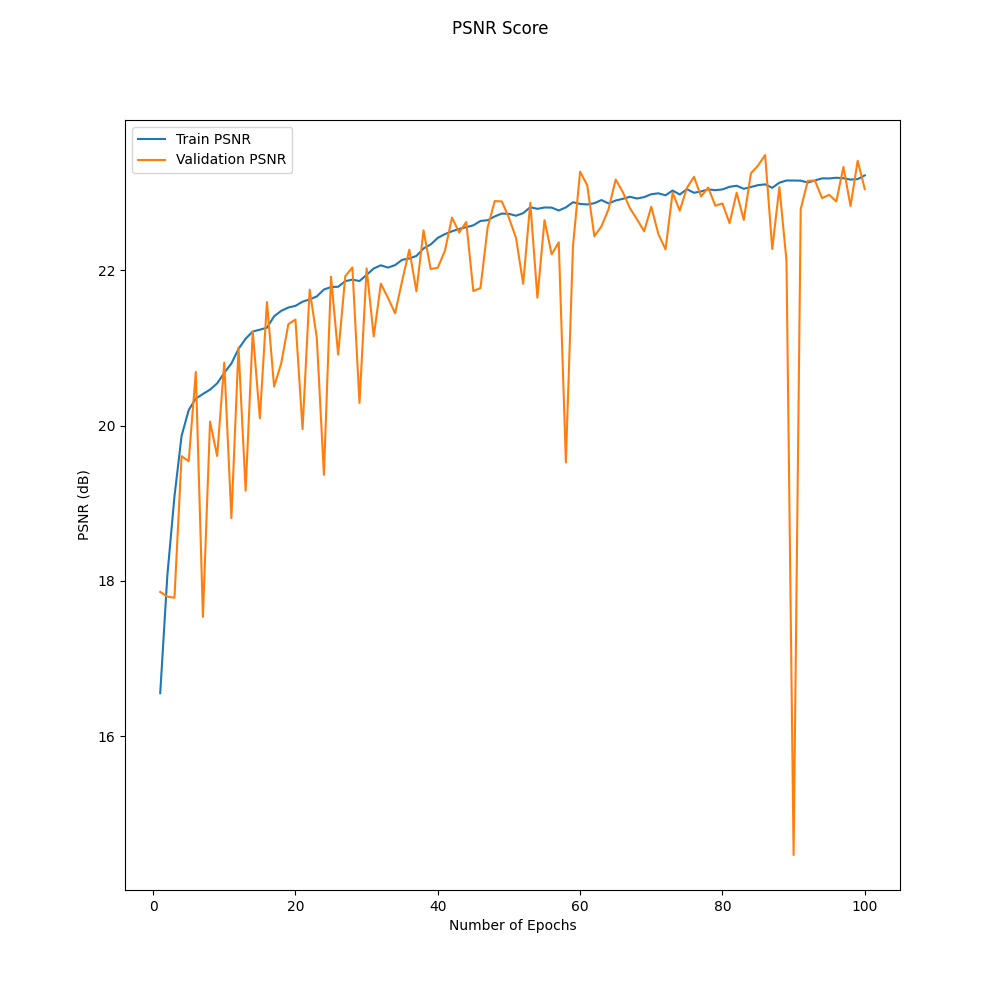 PSNR Score
Train PSNR
Validation PSNR
PSNR (dB)
22
20
18
16
0 20 40 60 80 100
Number of Epochs